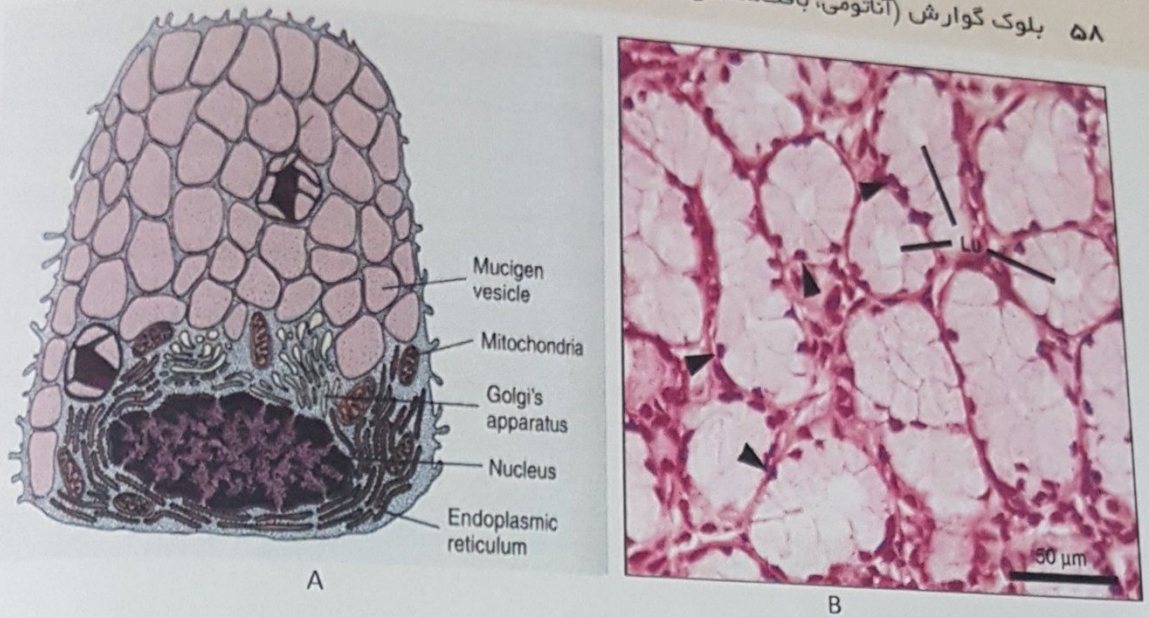 ۵۸ بلوک گوارش (آناتومی،
Mucigen
vesicle
Mitochondria
Golgi's
apparatus
Nucleus
Endoplasmic
reticulum
A
Lu
50 µm
B